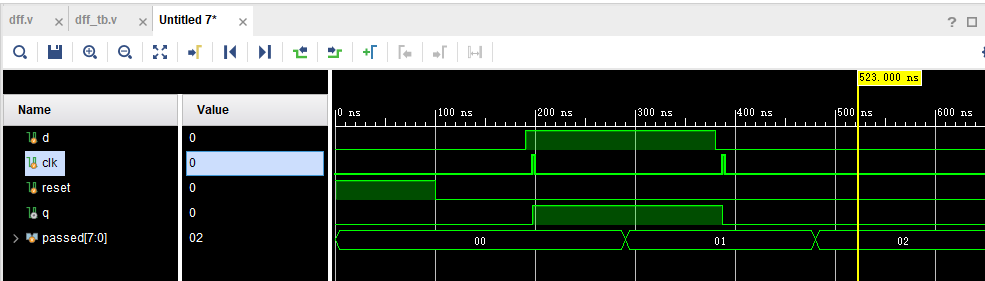 dff.v × dff_tb.v × Untitled 7* ×
? 
523.000 ns
Name Value
0 ns 100 ns 200 ns 300 ns 400 ns 500 ns 600 ns
d 0
clk 0
reset 0
q 0
passed[7:0] 02 00 01 02